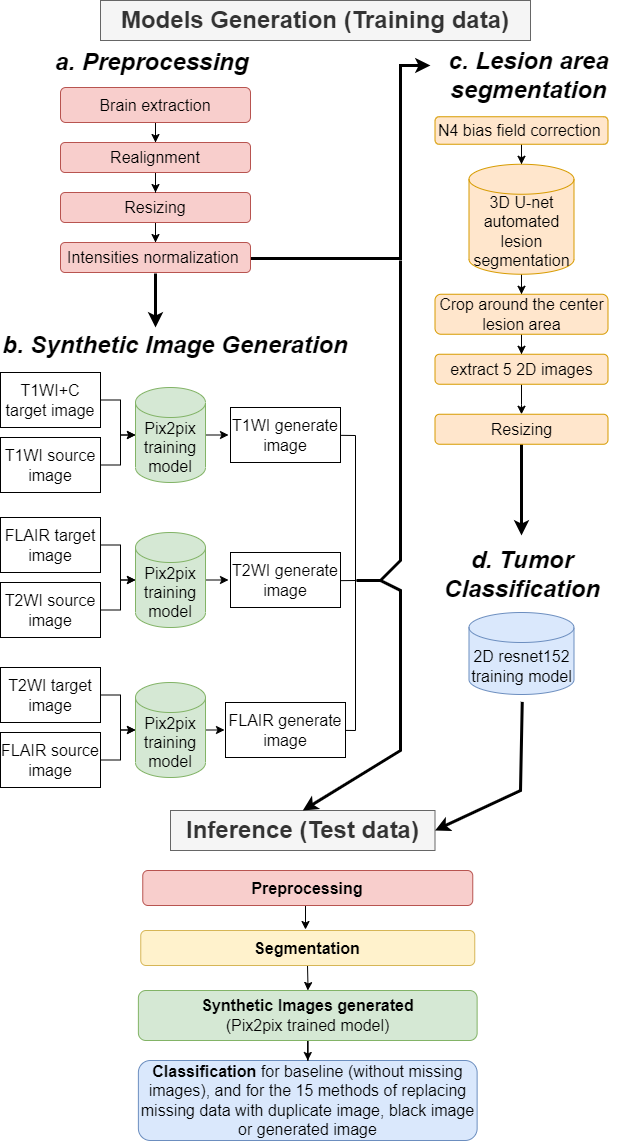 Models Generation (Training data)
a. Preprocessing
Brain extraction
Realignment
Resizing
Intensities normalization
b. Synthetic Image Generation
T1WI+C
target image
T1WI source
image
Pix2pix
training
model
T1WI generate
image
FLAIR target
image
T2WI source
image
Pix2pix
training
model
T2WI generate
image
T2WI target
image
FLAIR source
image
Pix2pix
training
model
FLAIR generate
image
c. Lesion area
segmentation
N4 bias field correction
3D U-net
automated
lesion
segmentation
Crop around the center
lesion area
extract 5 2D images
Resizing
d. Tumor
Classification
2D resnet152
training model
Inference (Test data)
Preprocessing
Segmentation
Synthetic Images generated
(Pix2pix trained model)
Classification for baseline (without missing
images), and for the 15 methods of replacing
missing data with duplicate image, black image
or generated image